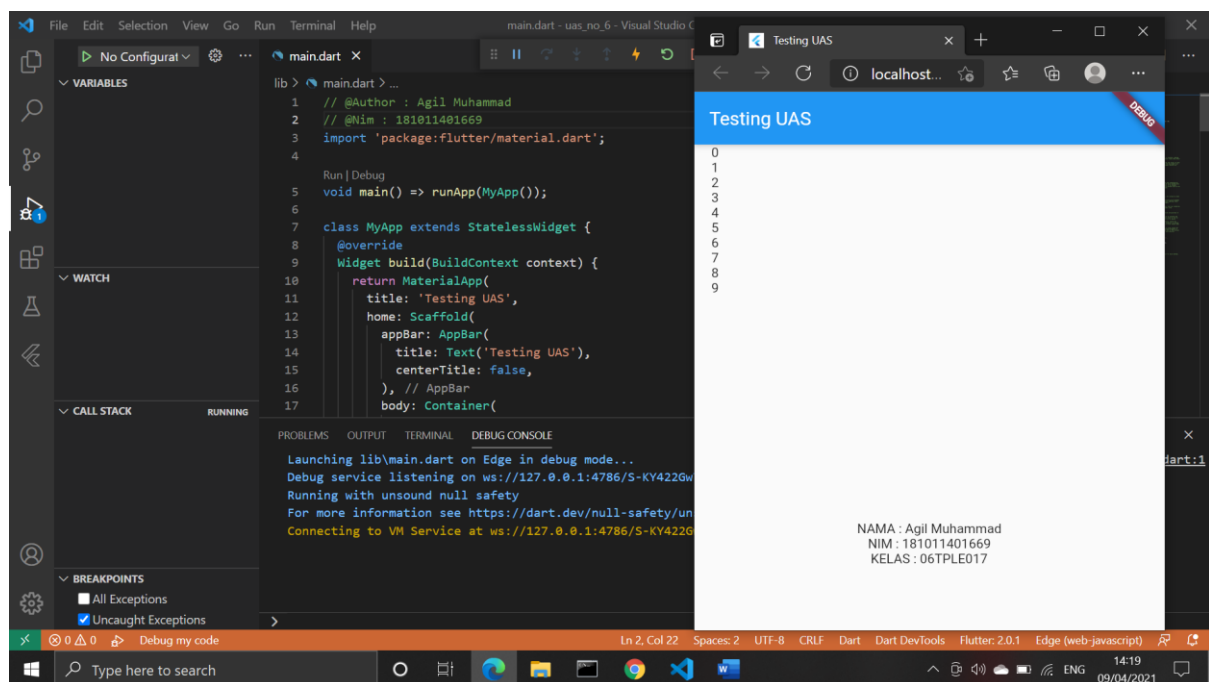 File Edit Selection View Go Run Terminal Help
main.dart - uas_no_6 - Visual Studio
No Configurat
main.dart
VARIABLES
WATCH
CALL STACK
RUNNING
BREAKPOINTS
All Exceptions
Uncaught Exceptions
lib > main.dart > ...
1 // @Author : Agil Muhammad
2 // @Nim : 181011401669
3 import 'package:flutter/material.dart';
4
Run | Debug
5 void main() => runApp(MyApp());
6
7 class MyApp extends StatelessWidget {
8 @override
9 Widget build(BuildContext context) {
10 return MaterialApp(
11 title: 'Testing UAS',
12 home: Scaffold(
13 appBar: AppBar(
14 title: Text('Testing UAS'),
15 centerTitle: false,
16 ), // AppBar
17 body: Container(
PROBLEMS OUTPUT TERMINAL DEBUG CONSOLE
Launching lib\main.dart on Edge in debug mode...
Debug service listening on ws://127.0.0.1:4786/S-KY422Gw
Running with unsound null safety
For more information see https://dart.dev/null-safety/un
Connecting to VM Service at ws://127.0.0.1:4786/S-KY422G
>
dart:1
Testing UAS
localhost...
Testing UAS
DEBUG
0
1
2
3
4
5
6
7
8
9
NAMA : Agil Muhammad
NIM : 181011401669
KELAS : 06TPLE017
1
0 0 Debug my code
Ln 2, Col 22 Spaces: 2 UTF-8 CRLF Dart Dart DevTools Flutter: 2.0.1 Edge (web-javascript)
Type here to search
ENG
14:19
09/04/2021